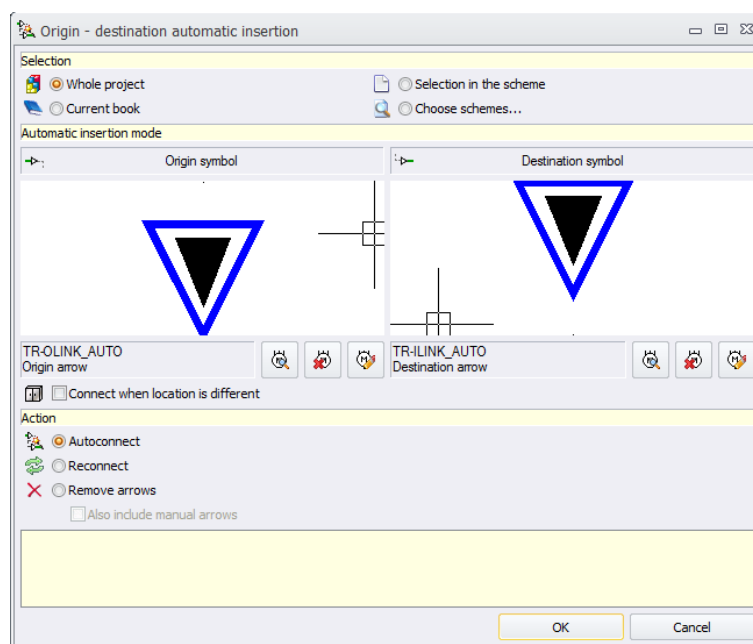 Origin - destination automatic insertion
Selection
Whole project
Selection in the scheme
Current book
Choose schemes...
Automatic insertion mode
Origin symbol
Destination symbol
TR-OLINK_AUTO
Origin arrow
TR-ILINK_AUTO
Destination arrow
Connect when location is different
Action
Autoconnect
Reconnect
Remove arrows
Also include manual arrows
OK
Cancel